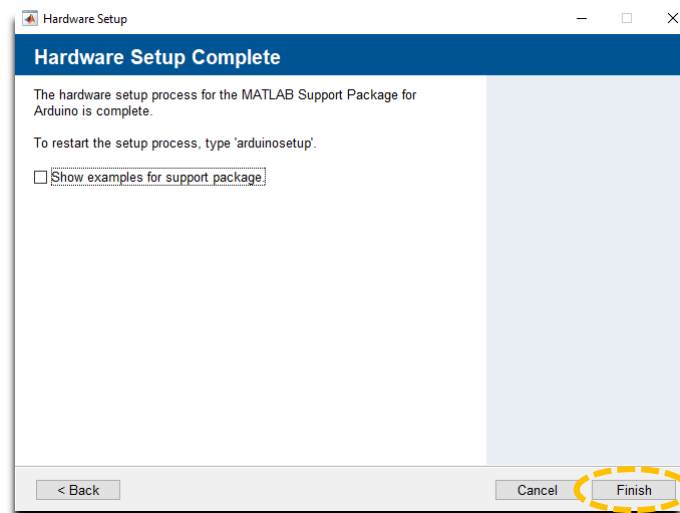 Hardware Setup
Hardware Setup Complete
The hardware setup process for the MATLAB Support Package for
Arduino is complete.
To restart the setup process, type 'arduinosetup'.
Show examples for support package.
< Back
Cancel
Finish